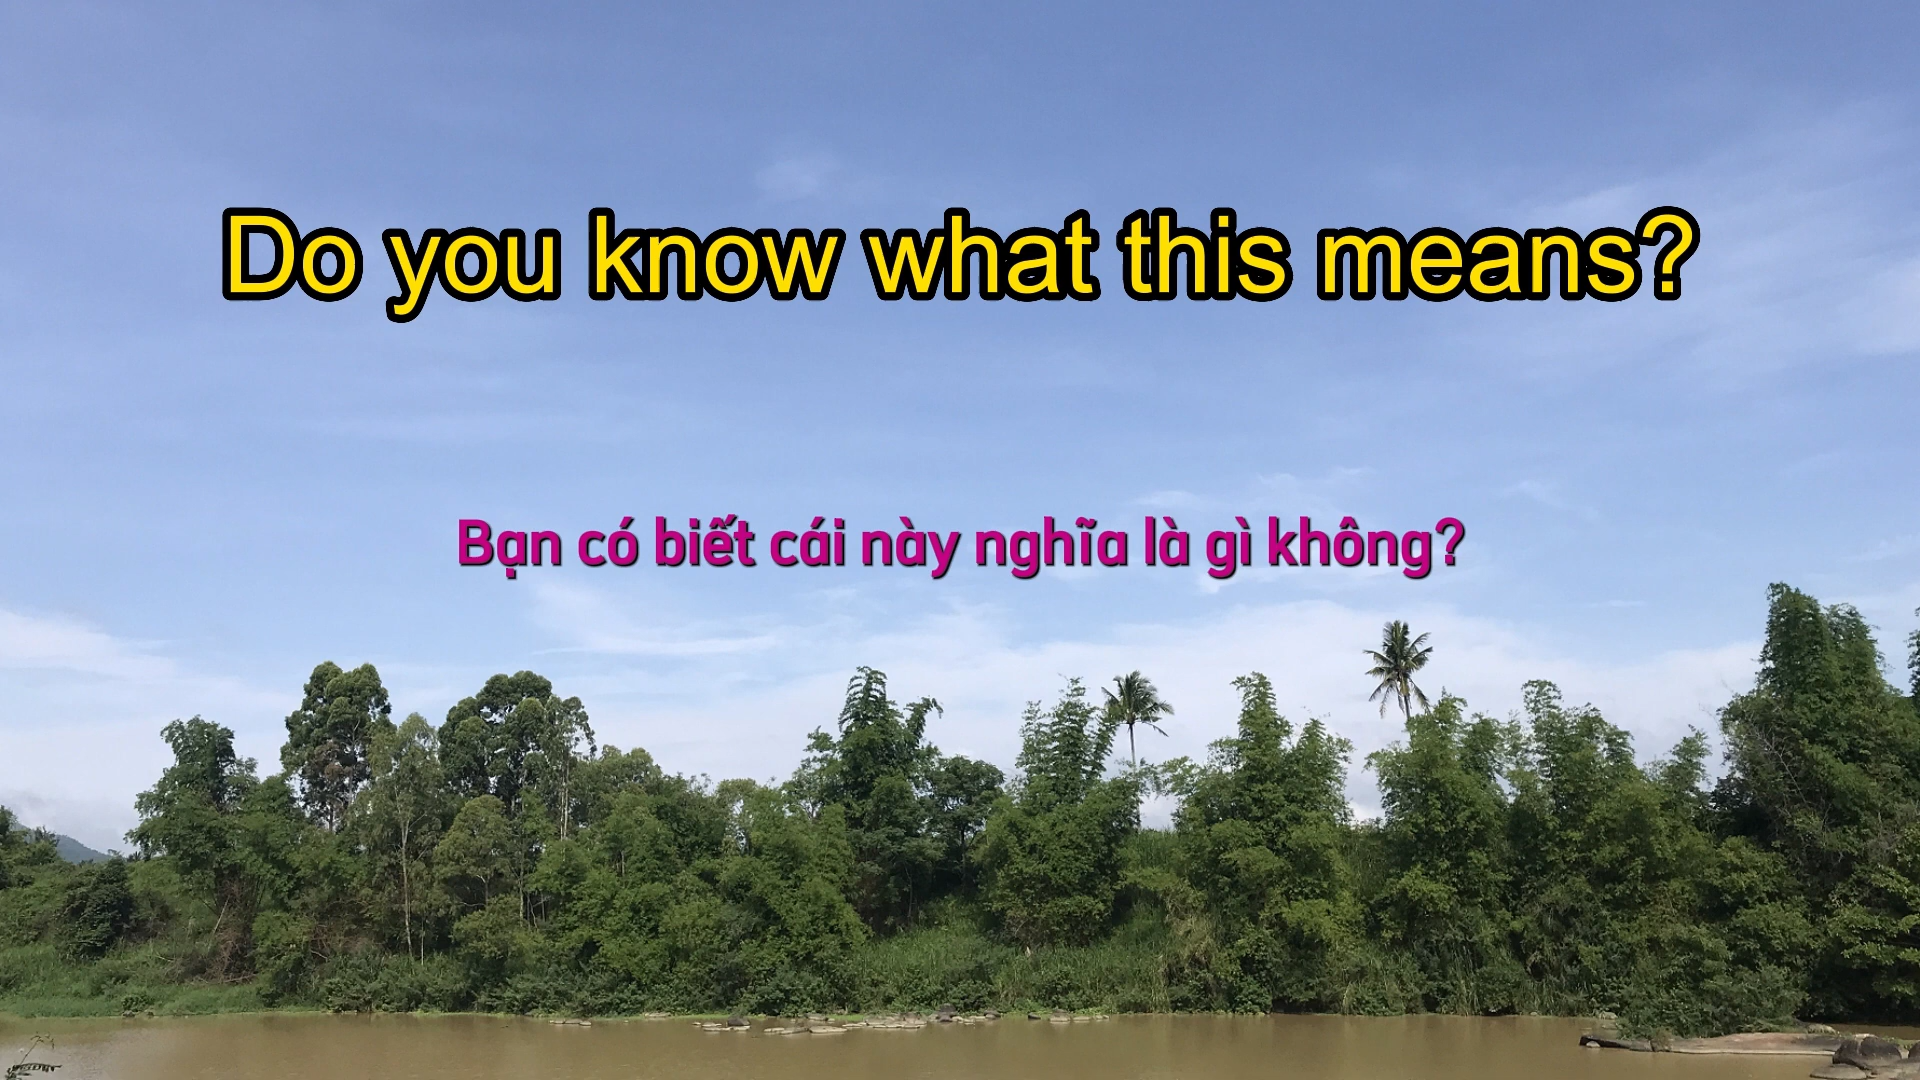 Do you know what this means?
Bạn có biết cái này nghĩa là gì không?